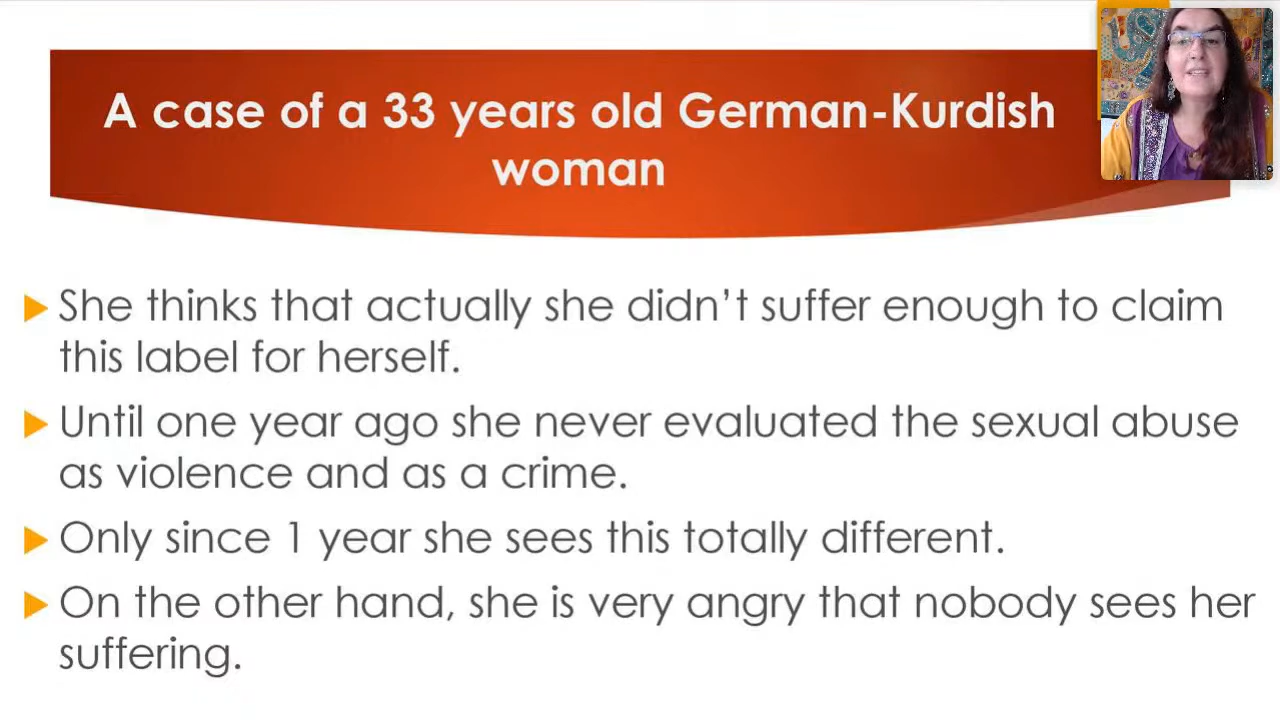 A case of a 33 years old German-Kurdish
woman
She thinks that actually she didn’t suffer enough to claim
this label for herself.
Until one year ago she never evaluated the sexual abuse
as violence and as a crime.
Only since 1 year she sees this totally different.
On the other hand, she is very angry that nobody sees her
suffering.